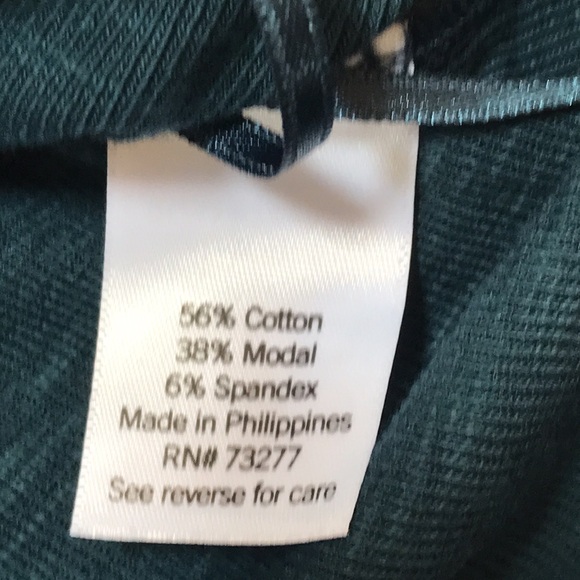 56% Cotton
38% Modal
6% Spandex
Made in Philippines
RN# 73277
See reverse for care